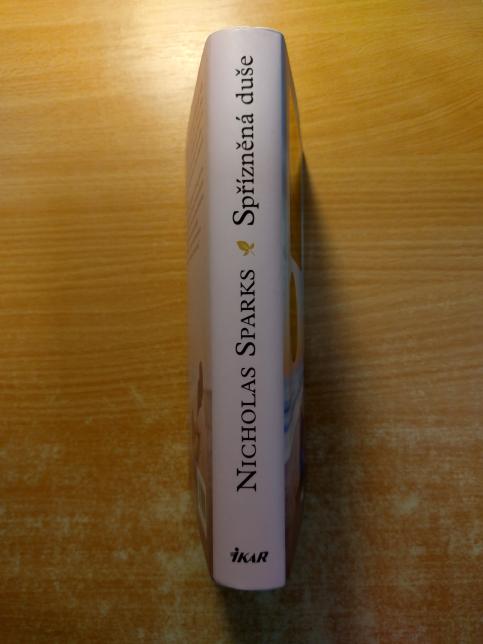 NICHOLAS SPARKS Spřízněná duše
IKAR